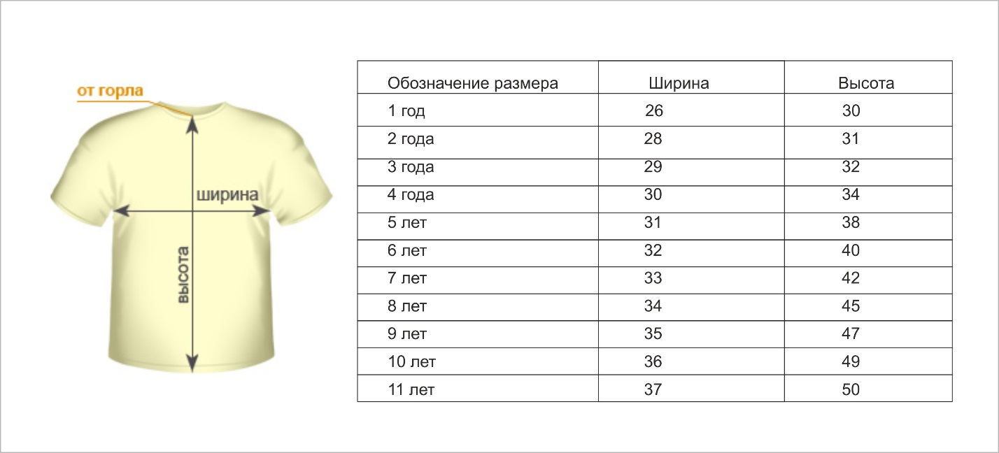 от горла
ширина
высота
Обозначение размера Ширина Высота
1 год 26 30
2 года 28 31
3 года 29 32
4 года 30 34
5 лет 31 38
6 лет 32 40
7 лет 33 42
8 лет 34 45
9 лет 35 47
10 лет 36 49
11 лет 37 50